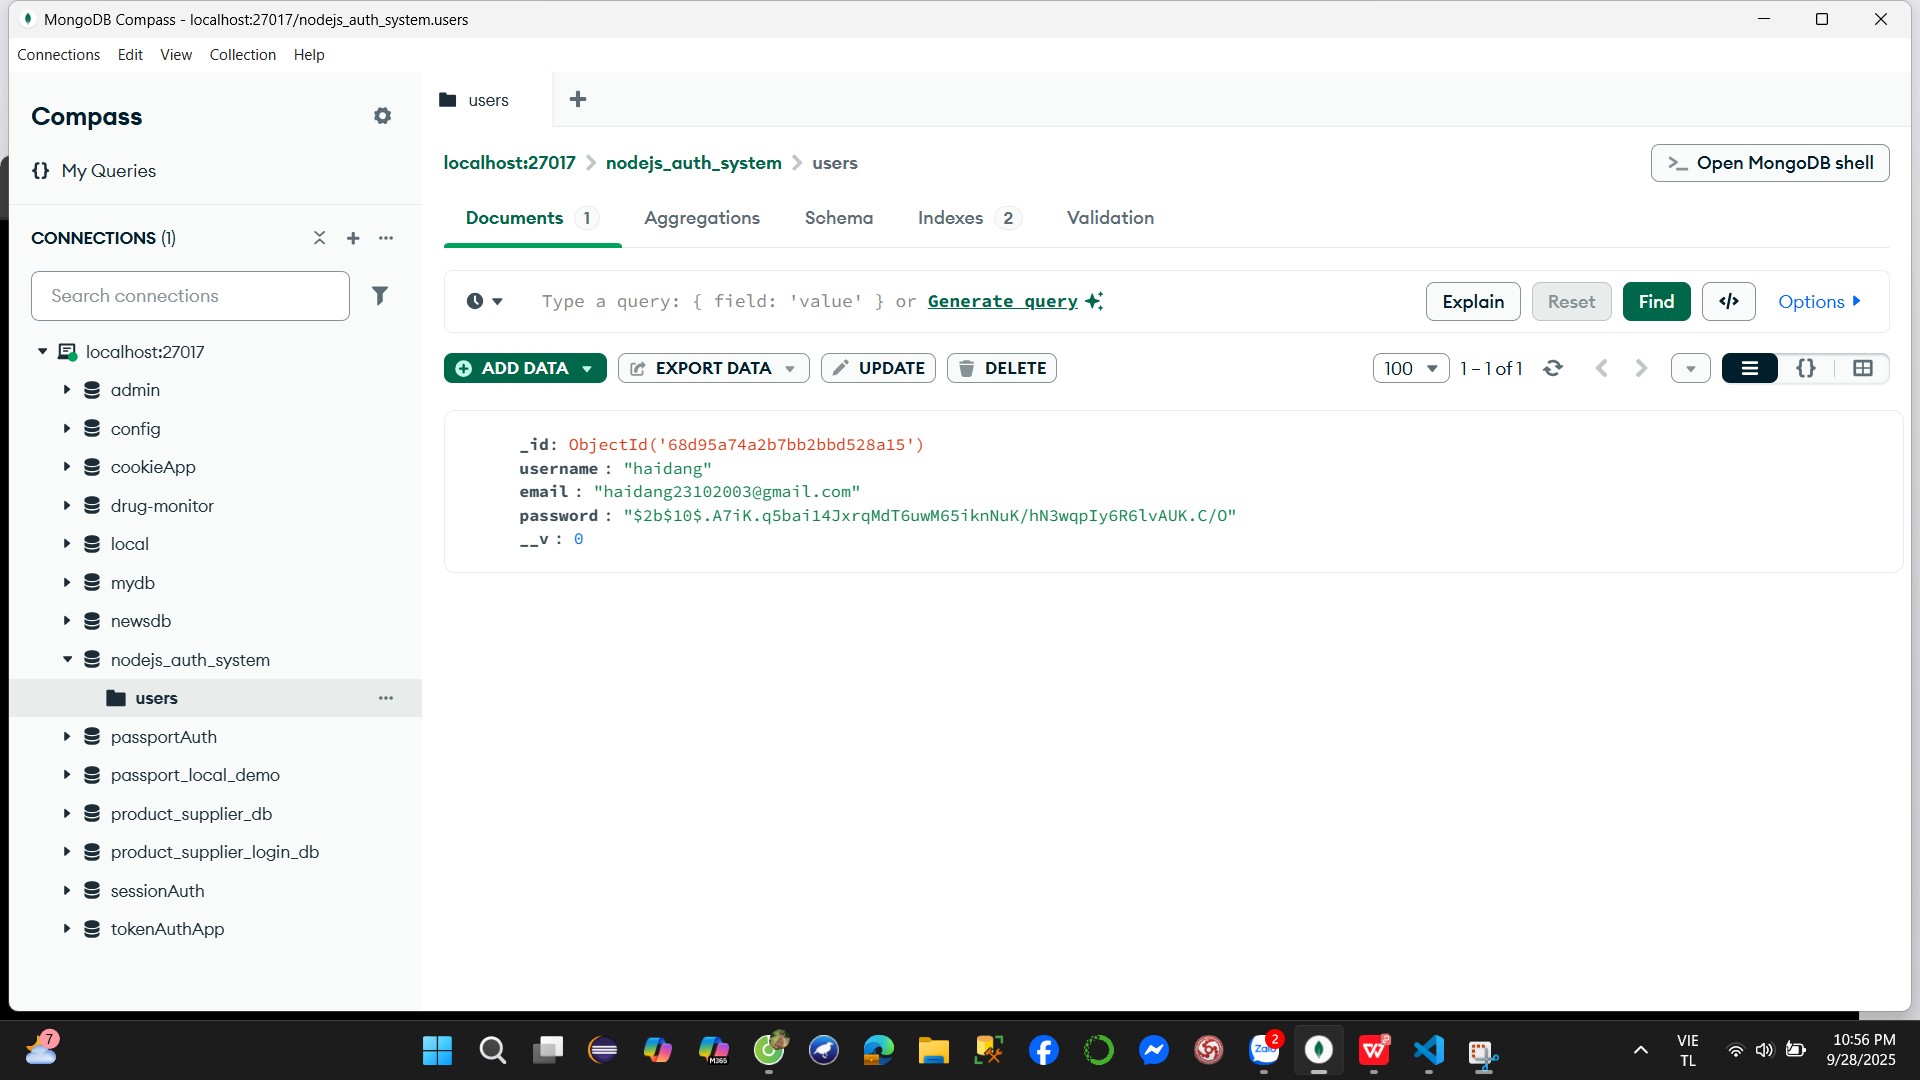 MongoDB Compass - localhost:27017/nodejs_auth_system.users
Connections Edit View Collection Help
Compass
{} My Queries
CONNECTIONS (1)
Search connections
localhost:27017
admin
config
cookieApp
drug-monitor
local
mydb
newsdb
nodejs_auth_system
users
passportAuth
passport_local_demo
product_supplier_db
product_supplier_login_db
sessionAuth
tokenAuthApp
users
localhost:27017 > nodejs_auth_system > users
>_ Open MongoDB shell
Documents 1 Aggregations Schema Indexes 2 Validation
Type a query: { field: 'value' } or Generate query
Explain Reset Find </> Options
ADD DATA EXPORT DATA UPDATE DELETE
100 1 – 1 of 1 {}
_id: ObjectId('68d95a74a2b7bb2bbd528a15')
username : "haidang"
email : "haidang23102003@gmail.com"
password : "$2b$10$.A7iK.q5bai14JxrqMdT6uwM65iknNuK/hN3wqpIy6R6lvAUK.C/O"
__v : 0
7
M365
Zalo 2
VIE
TL
10:56 PM
9/28/2025